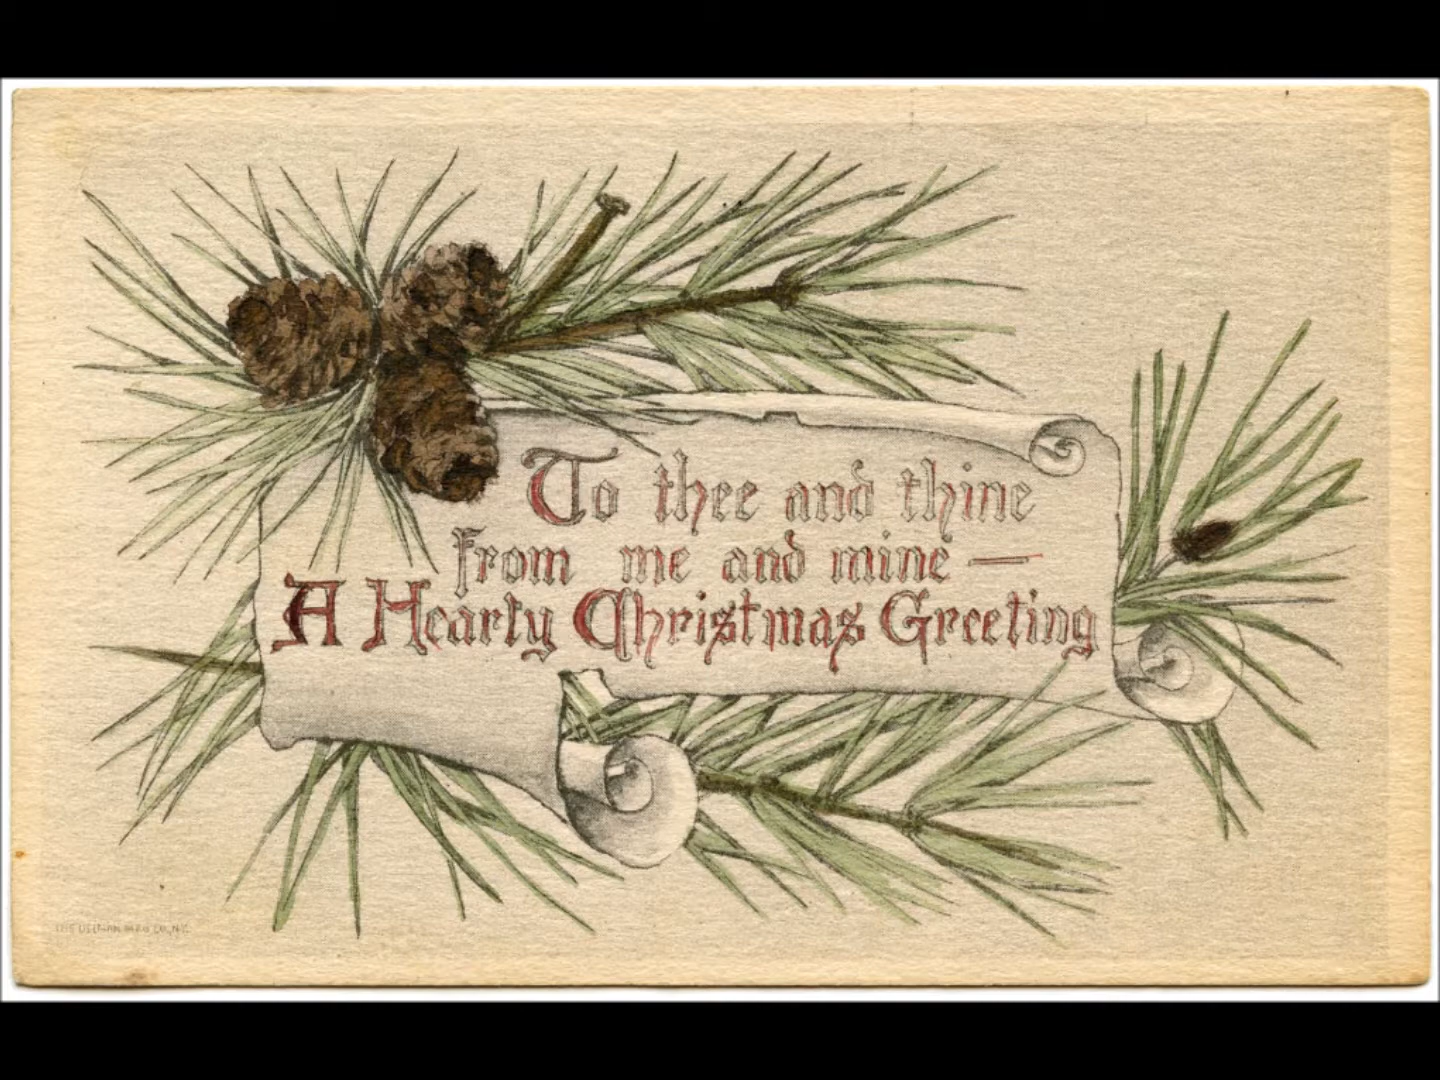 To thee and thine
from me and mine —
A Hearty Christmas Greeting